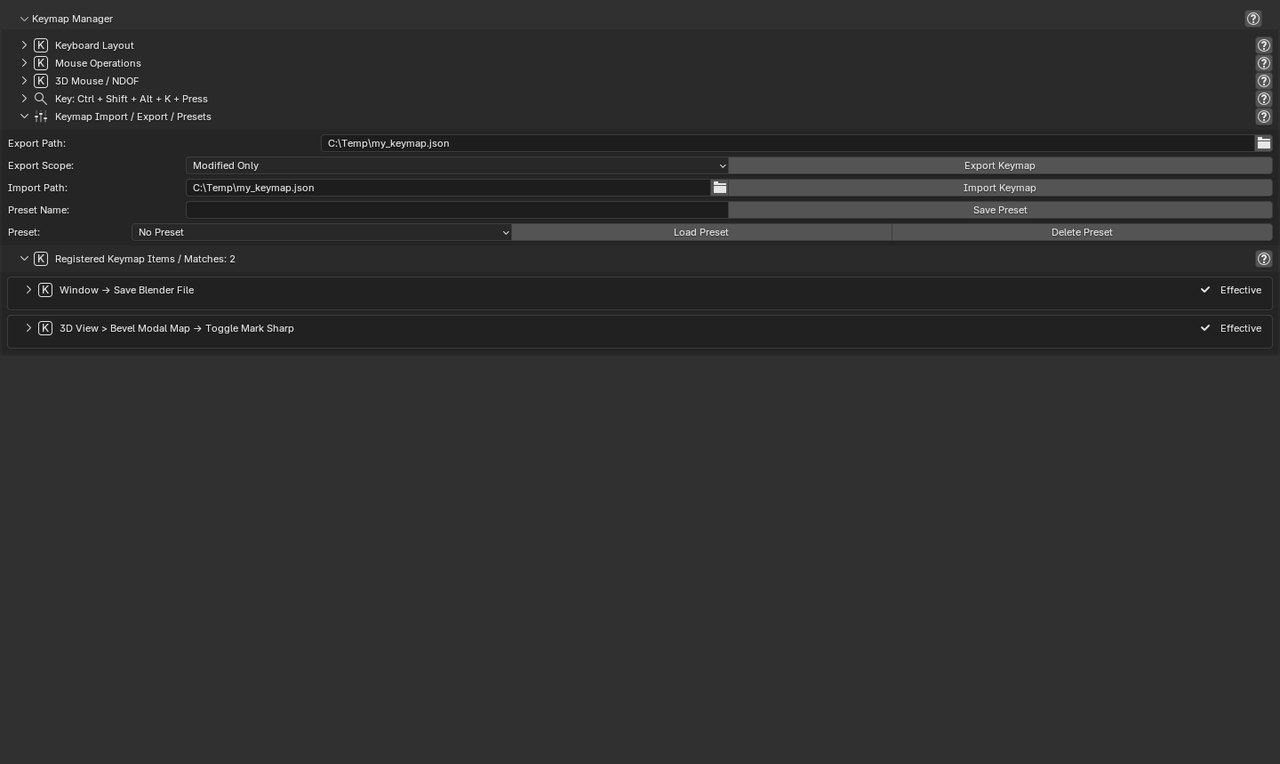 Keymap Manager ?
K Keyboard Layout ?
K Mouse Operations ?
K 3D Mouse / NDOF ?
Key: Ctrl + Shift + Alt + K + Press ?
Keymap Import / Export / Presets ?
Export Path: C:\Temp\my_keymap.json
Export Scope: Modified Only Export Keymap
Import Path: C:\Temp\my_keymap.json Import Keymap
Preset Name: Save Preset
Preset: No Preset Load Preset Delete Preset
K Registered Keymap Items / Matches: 2 ?
K Window → Save Blender File ✓ Effective
K 3D View > Bevel Modal Map → Toggle Mark Sharp ✓ Effective